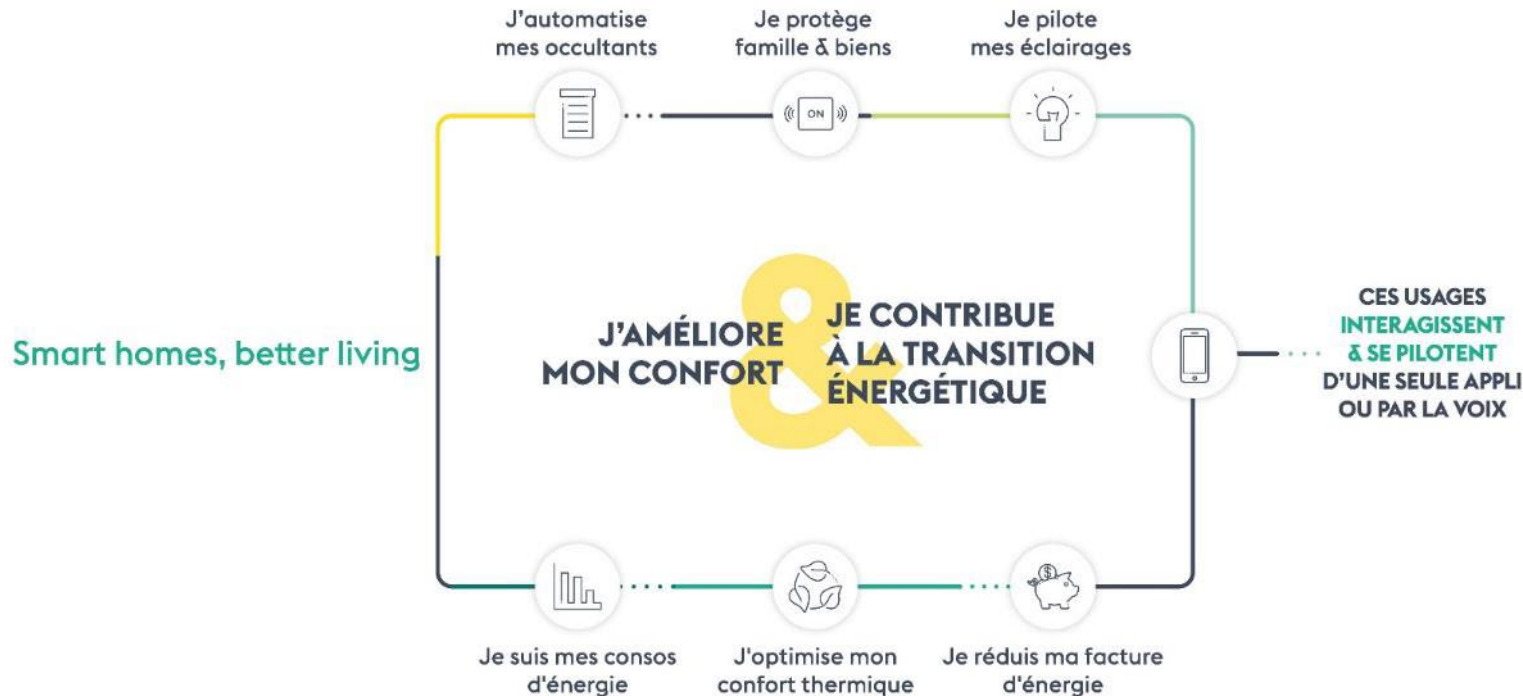 J'automatise
mes occultants
Je protège
famille & biens
Je pilote
mes éclairages
ON
Smart homes, better living
J'AMÉLIORE
MON CONFORT
&
JE CONTRIBUE
À LA TRANSITION
ÉNERGÉTIQUE
CES USAGES
INTERAGISSENT
& SE PILOTENT
D'UNE SEULE APPLI
OU PAR LA VOIX
$
Je suis mes consos
d'énergie
J'optimise mon
confort thermique
Je réduis ma facture
d'énergie